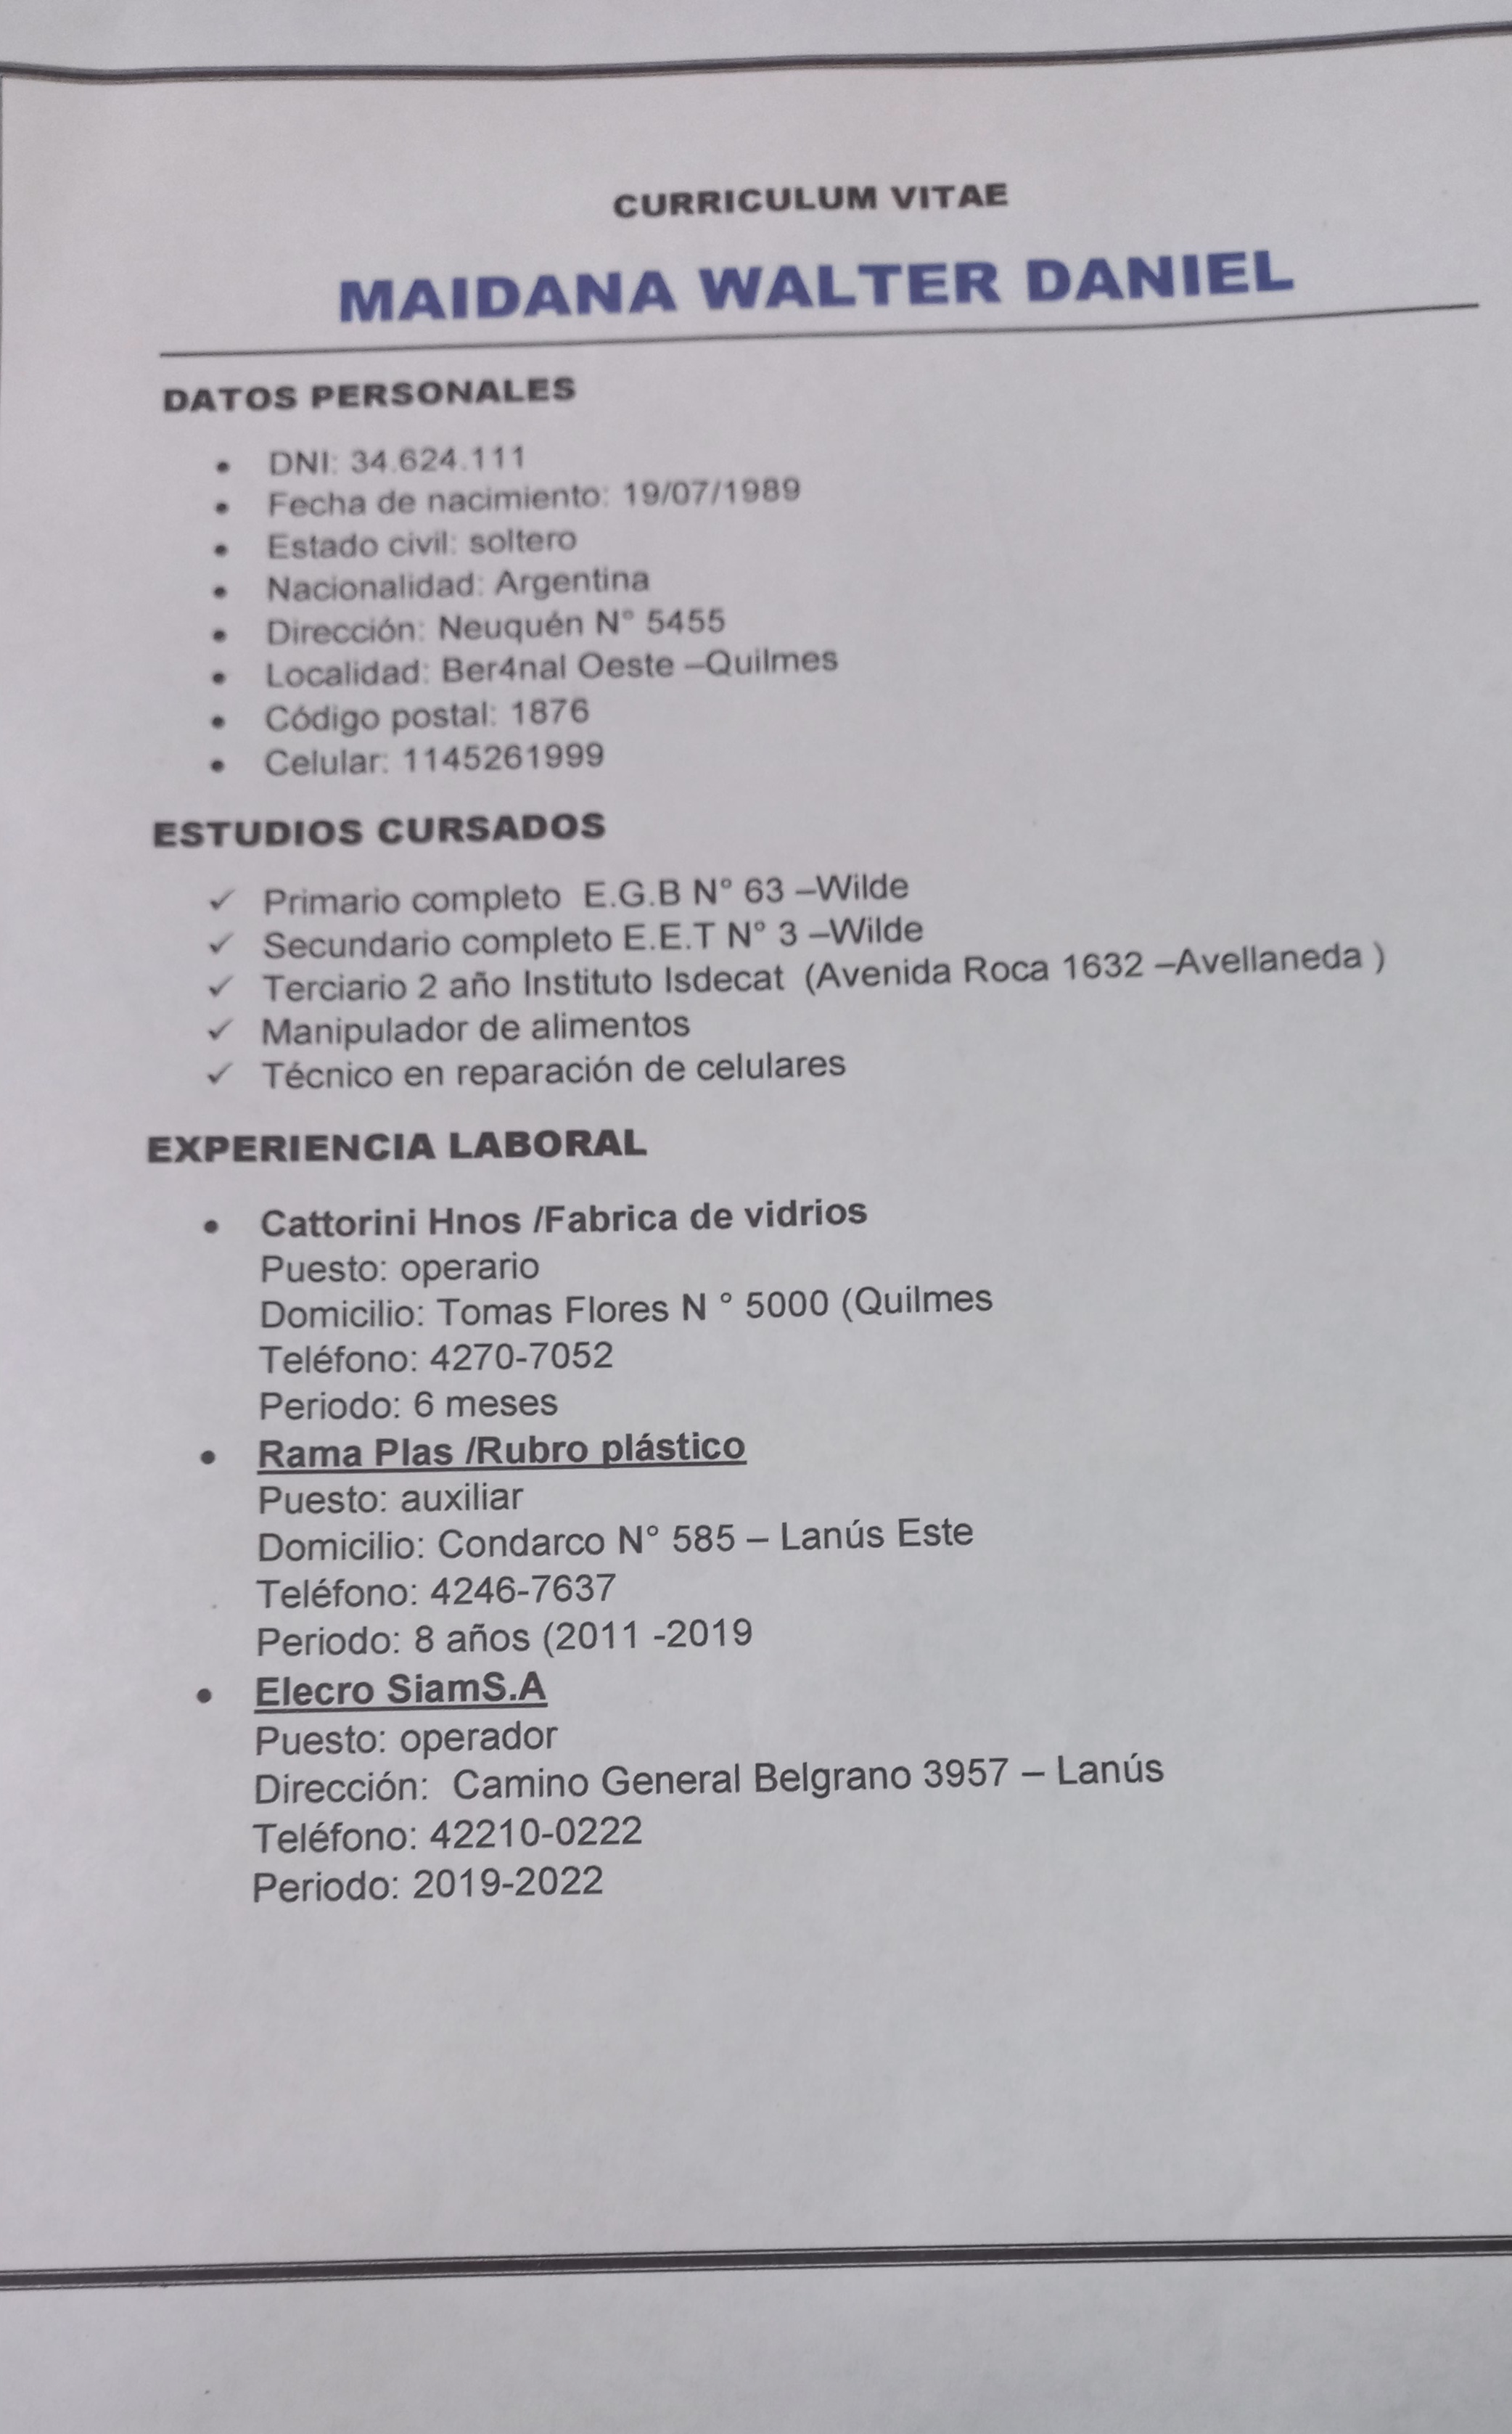 CURRICULUM VITAE
MAIDANA WALTER DANIEL
DATOS PERSONALES
• DNI: 34.624.111
• Fecha de nacimiento: 19/07/1989
• Estado civil: soltero
• Nacionalidad: Argentina
• Dirección: Neuquén N° 5455
• Localidad: Ber4nal Oeste –Quilmes
• Código postal: 1876
• Celular: 1145261999
ESTUDIOS CURSADOS
✓ Primario completo  E.G.B N° 63 –Wilde
✓ Secundario completo E.E.T N° 3 –Wilde
✓ Terciario 2 año Instituto Isdecat  (Avenida Roca 1632 –Avellaneda )
✓ Manipulador de alimentos
✓ Técnico en reparación de celulares
EXPERIENCIA LABORAL
• Cattorini Hnos /Fabrica de vidrios
Puesto: operario
Domicilio: Tomas Flores N ° 5000 (Quilmes
Teléfono: 4270-7052
Periodo: 6 meses
• Rama Plas /Rubro plástico
Puesto: auxiliar
Domicilio: Condarco N° 585 – Lanús Este
Teléfono: 4246-7637
Periodo: 8 años (2011 -2019
• Elecro SiamS.A
Puesto: operador
Dirección:  Camino General Belgrano 3957 – Lanús
Teléfono: 42210-0222
Periodo: 2019-2022